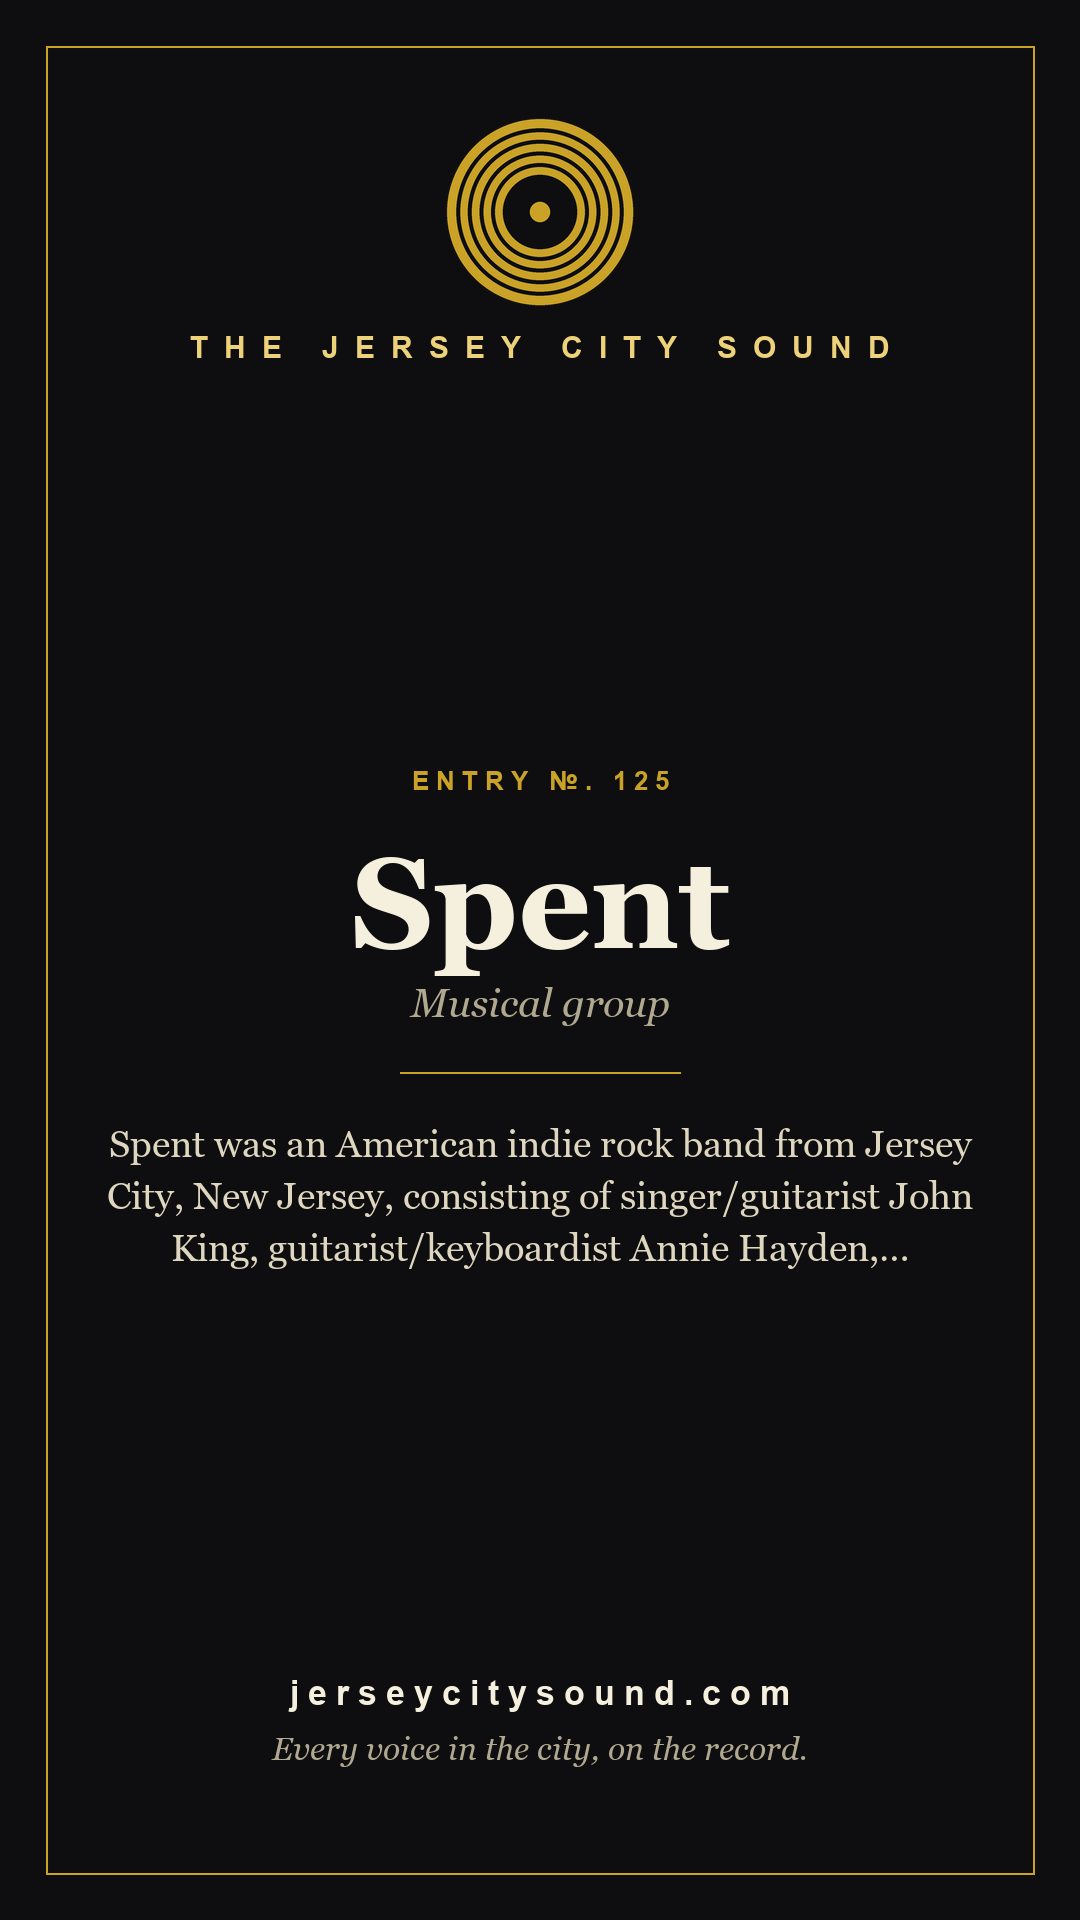 THE JERSEY CITY SOUND
ENTRY №. 125
Spent
Musical group
Spent was an American indie rock band from Jersey
City, New Jersey, consisting of singer/guitarist John
King, guitarist/keyboardist Annie Hayden,...
jerseycitysound.com
Every voice in the city, on the record.